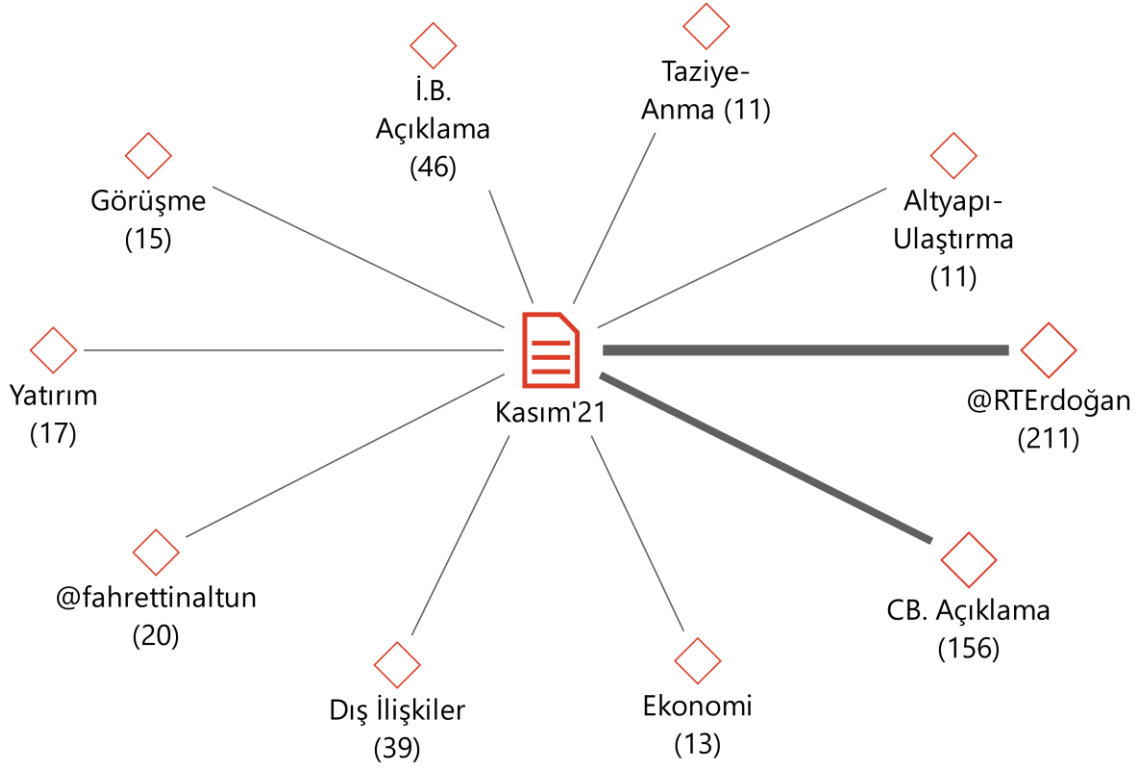 Taziye-
Anma (11)
İ.B.
Açıklama
(46)
Görüşme
(15)
Altyapı-
Ulaştırma
(11)
Yatırım
(17)
Kasım'21
@RTErdoğan
(211)
@fahrettinaltun
(20)
CB. Açıklama
(156)
Dış İlişkiler
(39)
Ekonomi
(13)